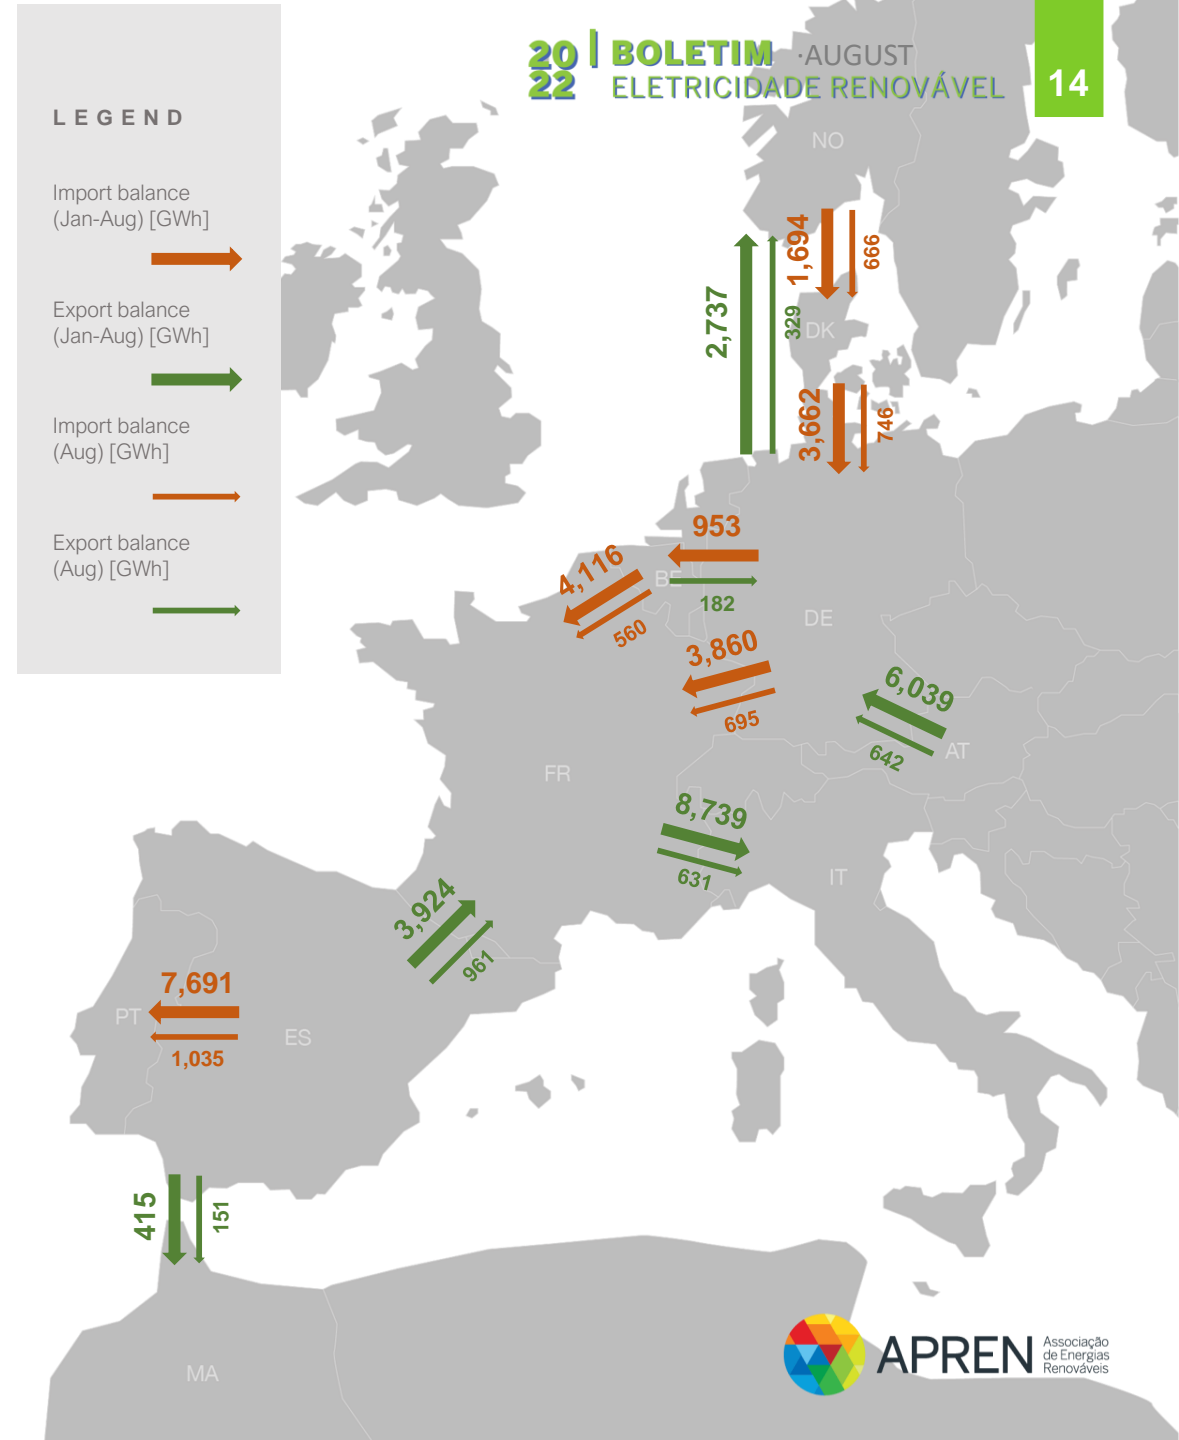 20 22 | BOLETIM ·AUGUST
ELETRICIDADE RENOVÁVEL
14
LEGEND
Import balance
(Jan-Aug) [GWh]
Export balance
(Jan-Aug) [GWh]
Import balance
(Aug) [GWh]
Export balance
(Aug) [GWh]
NO
1,694
666
2,737
329
DK
3,662
746
953
BE
182
4,116
560
DE
3,860
695
6,039
642
AT
FR
8,739
631
IT
3,924
961
7,691
PT
1,035
ES
415
151
MA
APREN
Associação
de Energias
Renováveis